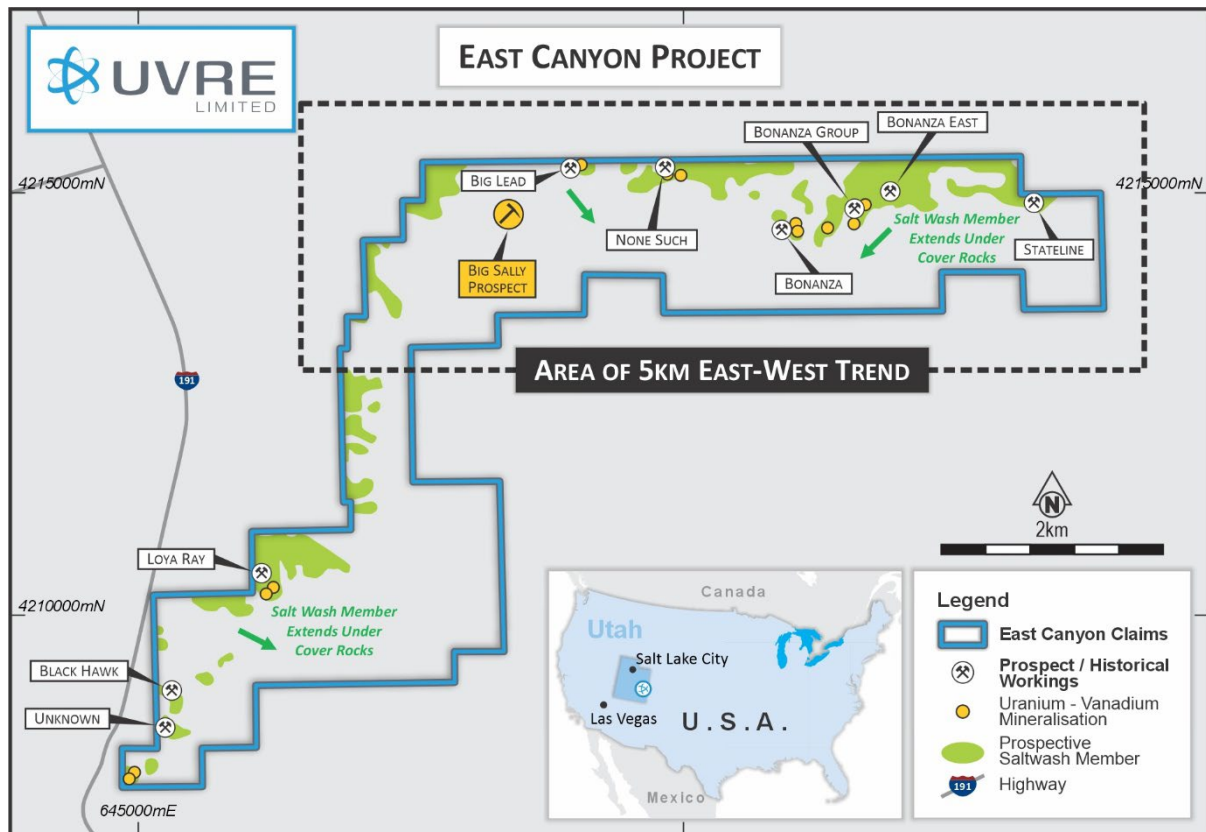 UVRE
LIMITED
EAST CANYON PROJECT
BONANZA EAST
BONANZA GROUP
BIG LEAD
4215000mN
4215000mN
NONE SUCH
Salt Wash Member
Extends Under
Cover Rocks
STATELINE
BIG SALLY
PROSPECT
BONANZA
AREA OF 5KM EAST-WEST TREND
191
N
2km
LOYA RAY
4210000mN
Salt Wash Member
Extends Under
Cover Rocks
BLACK HAWK
UNKNOWN
645000mE
Canada
Utah
Salt Lake City
Las Vegas
U.S.A.
Mexico
Legend
East Canyon Claims
Prospect / Historical
Workings
Uranium - Vanadium
Mineralisation
Prospective
Saltwash Member
191
Highway